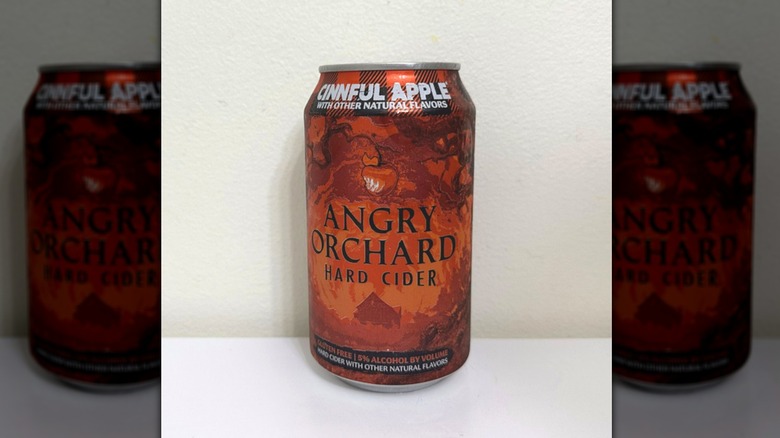 CINNFUL APPLE
WITH OTHER NATURAL FLAVORS
ANGRY
ORCHARD
HARD CIDER
GLUTEN FREE | 5% ALCOHOL BY VOLUME
HARD CIDER WITH OTHER NATURAL FLAVORS